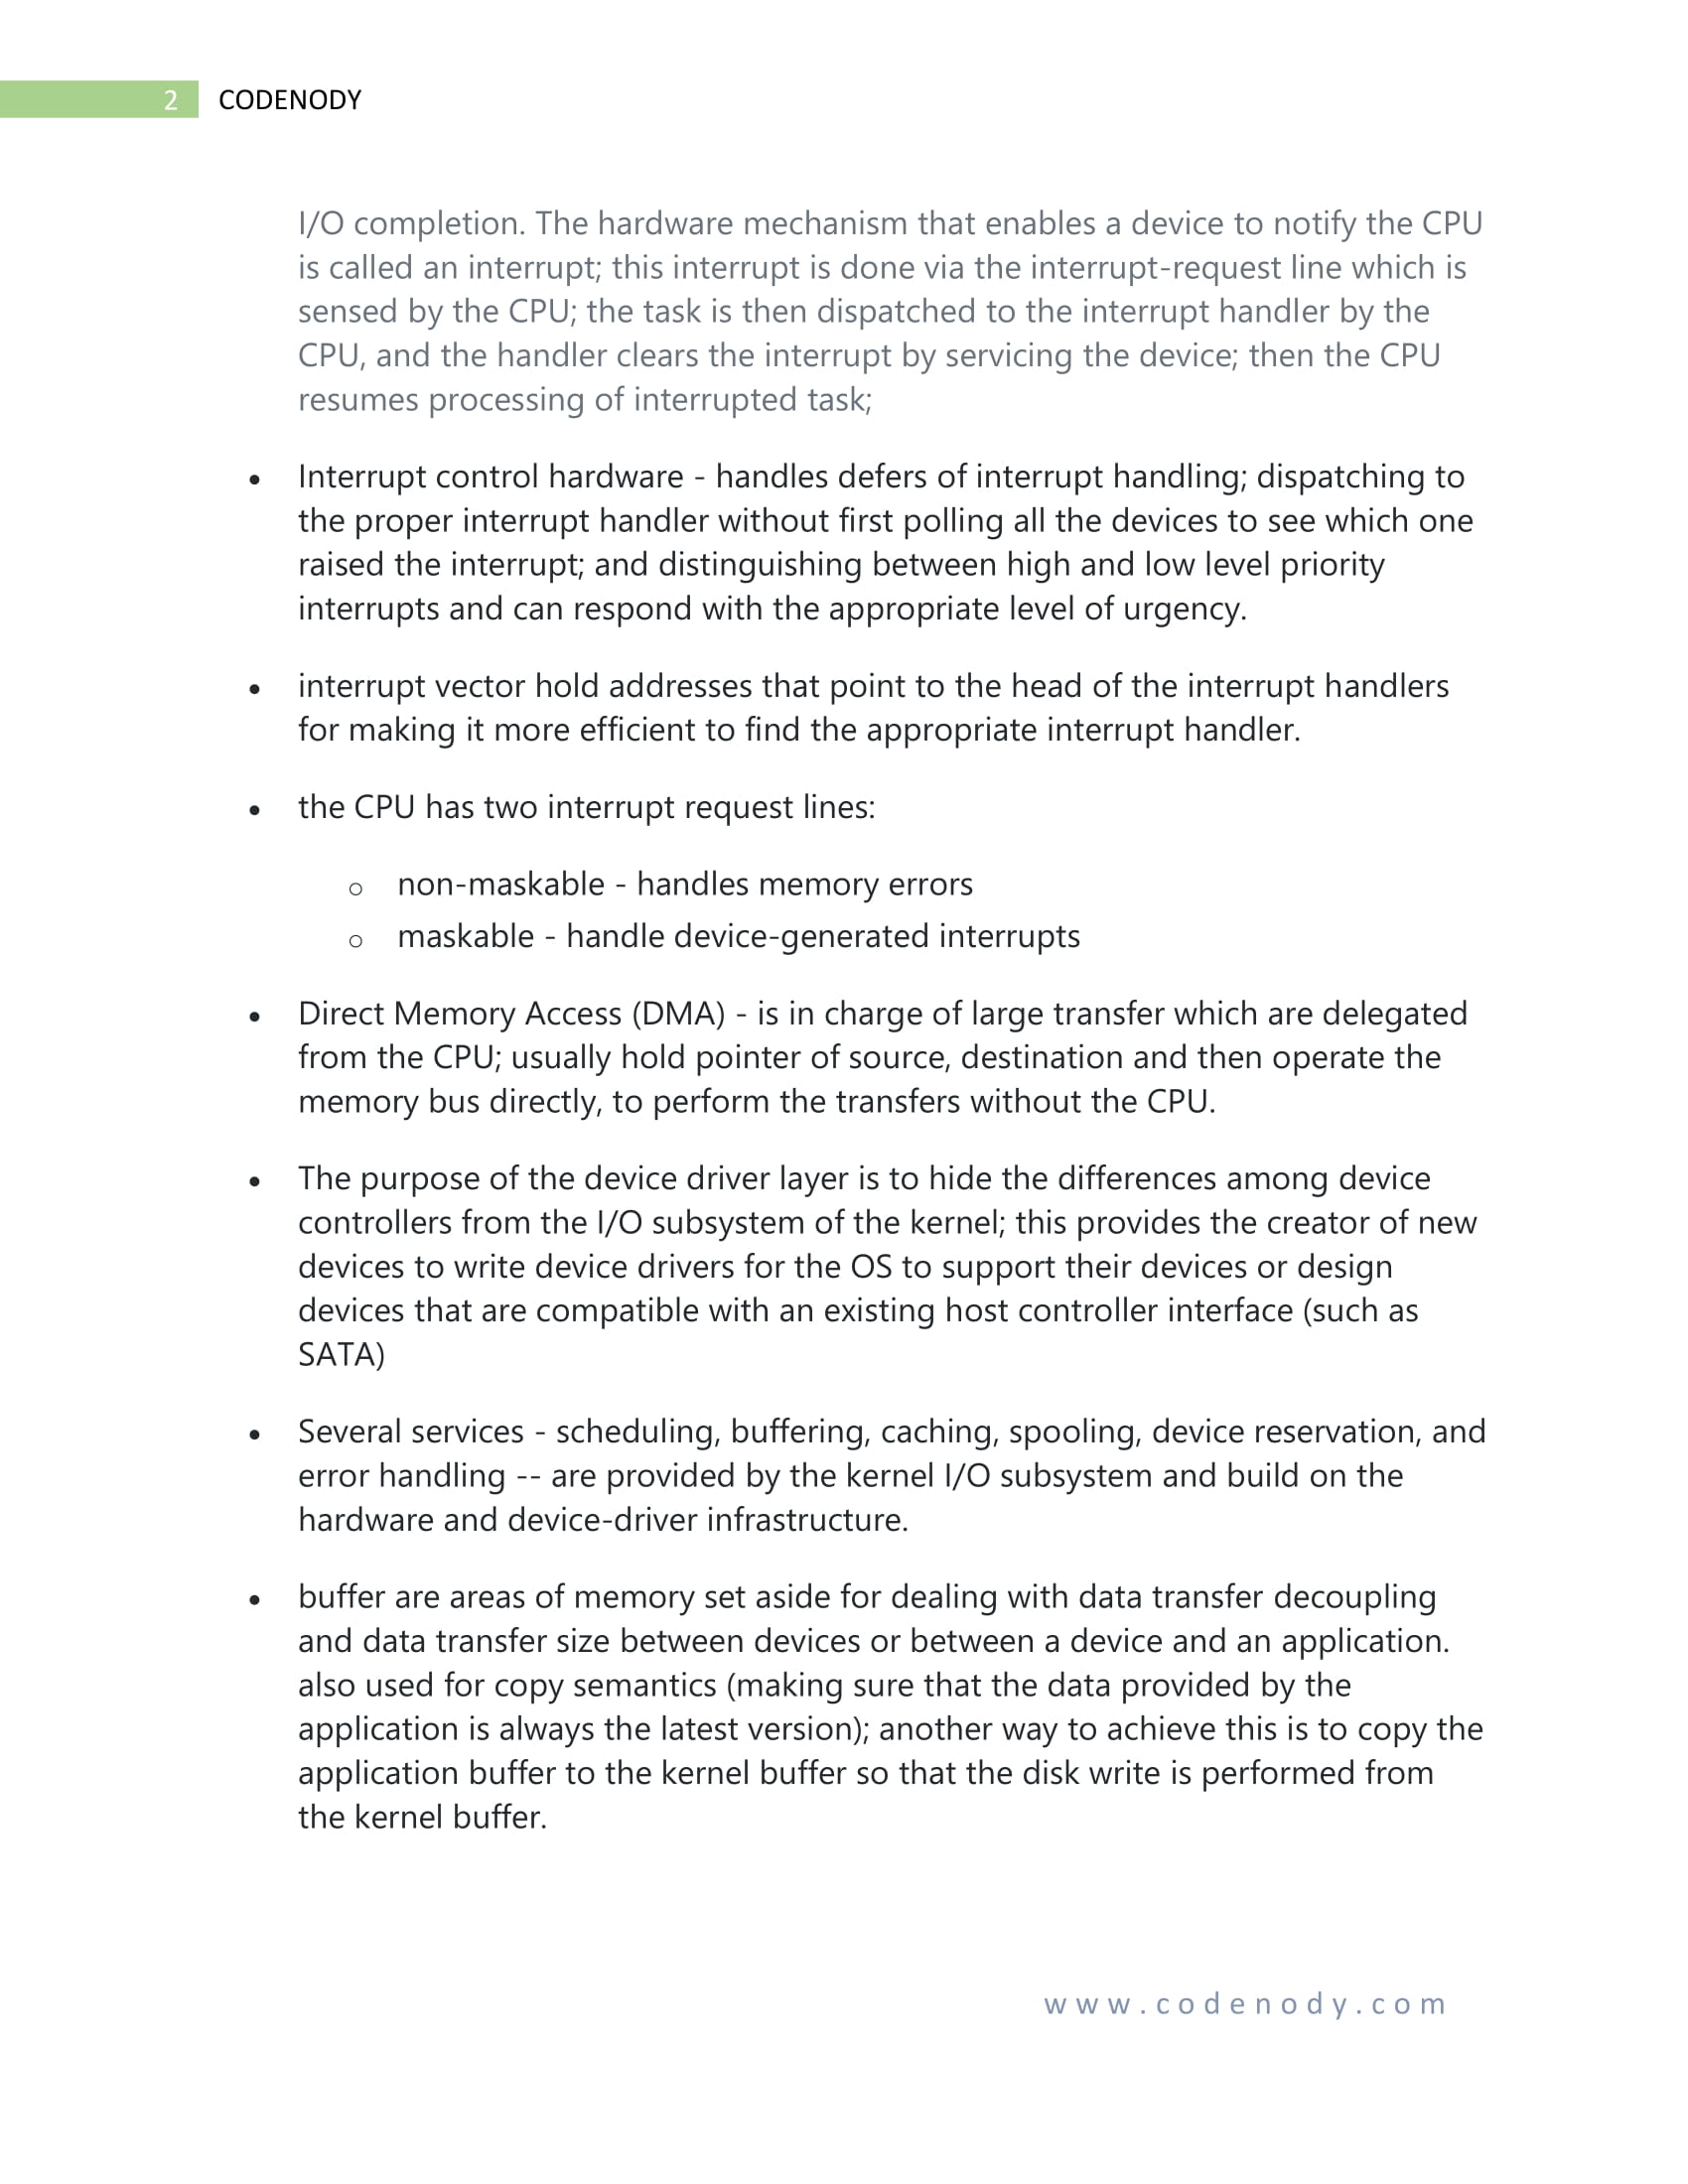 2 CODENODY
I/O completion. The hardware mechanism that enables a device to notify the CPU
is called an interrupt; this interrupt is done via the interrupt-request line which is
sensed by the CPU; the task is then dispatched to the interrupt handler by the
CPU, and the handler clears the interrupt by servicing the device; then the CPU
resumes processing of interrupted task;
• Interrupt control hardware - handles defers of interrupt handling; dispatching to
the proper interrupt handler without first polling all the devices to see which one
raised the interrupt; and distinguishing between high and low level priority
interrupts and can respond with the appropriate level of urgency.
• interrupt vector hold addresses that point to the head of the interrupt handlers
for making it more efficient to find the appropriate interrupt handler.
• the CPU has two interrupt request lines:
o non-maskable - handles memory errors
o maskable - handle device-generated interrupts
• Direct Memory Access (DMA) - is in charge of large transfer which are delegated
from the CPU; usually hold pointer of source, destination and then operate the
memory bus directly, to perform the transfers without the CPU.
• The purpose of the device driver layer is to hide the differences among device
controllers from the I/O subsystem of the kernel; this provides the creator of new
devices to write device drivers for the OS to support their devices or design
devices that are compatible with an existing host controller interface (such as
SATA)
• Several services - scheduling, buffering, caching, spooling, device reservation, and
error handling -- are provided by the kernel I/O subsystem and build on the
hardware and device-driver infrastructure.
• buffer are areas of memory set aside for dealing with data transfer decoupling
and data transfer size between devices or between a device and an application.
also used for copy semantics (making sure that the data provided by the
application is always the latest version); another way to achieve this is to copy the
application buffer to the kernel buffer so that the disk write is performed from
the kernel buffer.
www.codenody.com